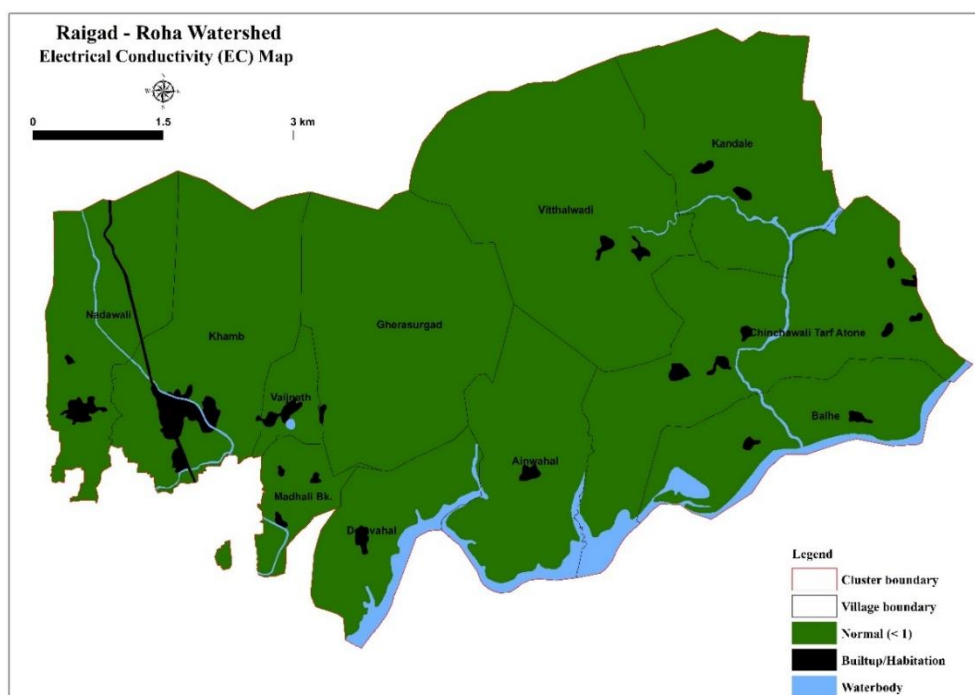 Raigad - Roha Watershed
Electrical Conductivity (EC) Map
N
W E
S
0 1.5 3 km
Kandale
Vitthalwadi
Nadawali
Khamb
Gherasurgad
Chinchawali Tarf Atone
Vaijnath
Balhe
Ainwahal
Madhali Bk.
Legend
Cluster boundary
Village boundary
Normal (< 1)
Builtup/Habitation
Waterbody